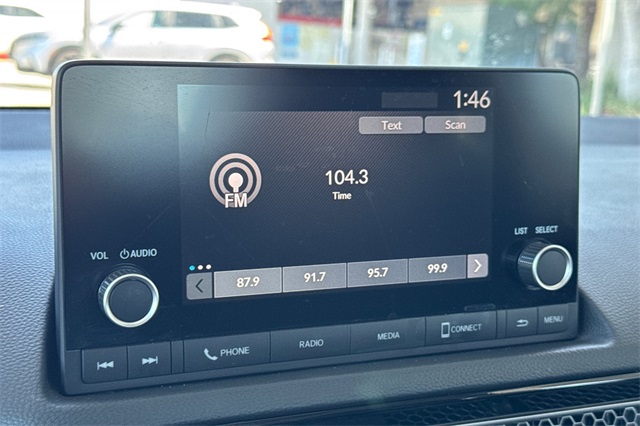 1:46
Text Scan
FM
104.3
Time
87.9 91.7 95.7 99.9
VOL AUDIO
LIST SELECT
PHONE RADIO MEDIA CONNECT MENU